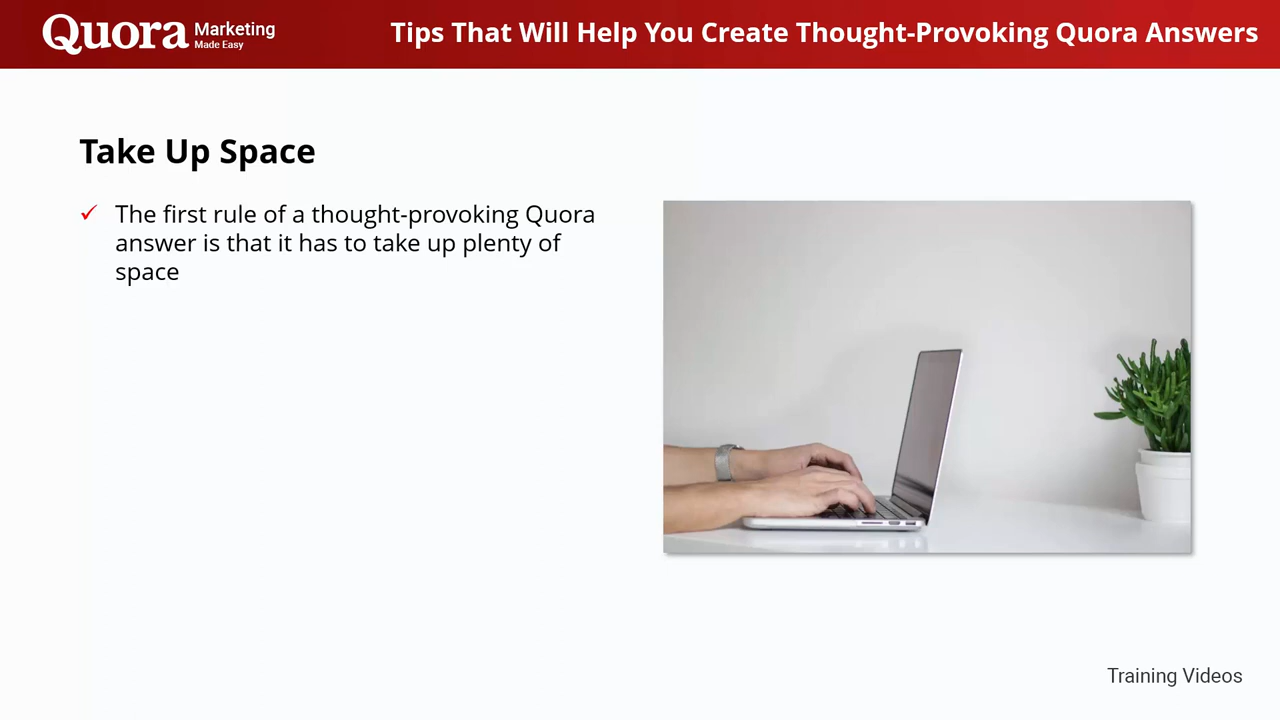 Quora Marketing
Made Easy
Tips That Will Help You Create Thought-Provoking Quora Answers
Take Up Space
The first rule of a thought-provoking Quora
answer is that it has to take up plenty of
space
Training Videos